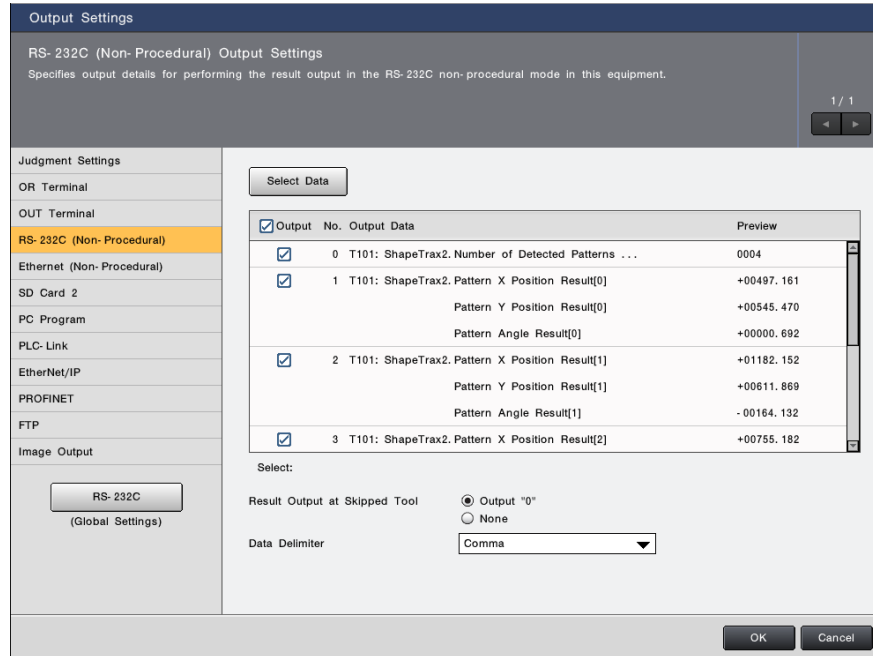 Output Settings
RS-232C (Non-Procedural) Output Settings
Specifies output details for performing the result output in the RS-232C non-procedural mode in this equipment.
1/ 1
Judgment Settings
OR Terminal
OUT Terminal
RS-232C (Non-Procedural)
Ethernet (Non-Procedural)
SD Card 2
PC Program
PLC-Link
EtherNet/IP
PROFINET
FTP
Image Output
RS-232C
(Global Settings)
Select Data
Output No. Output Data Preview
0 T101: ShapeTrax2. Number of Detected Patterns ... 0004
1 T101: ShapeTrax2. Pattern X Position Result[0] +00497.161
Pattern Y Position Result[0] +00545.470
Pattern Angle Result[0] +00000.692
2 T101: ShapeTrax2. Pattern X Position Result[1] +01182.152
Pattern Y Position Result[1] +00611.869
Pattern Angle Result[1] -00164.132
3 T101: ShapeTrax2. Pattern X Position Result[2] +00755.182
Select:
Result Output at Skipped Tool
Output "0"
None
Data Delimiter Comma
OK Cancel